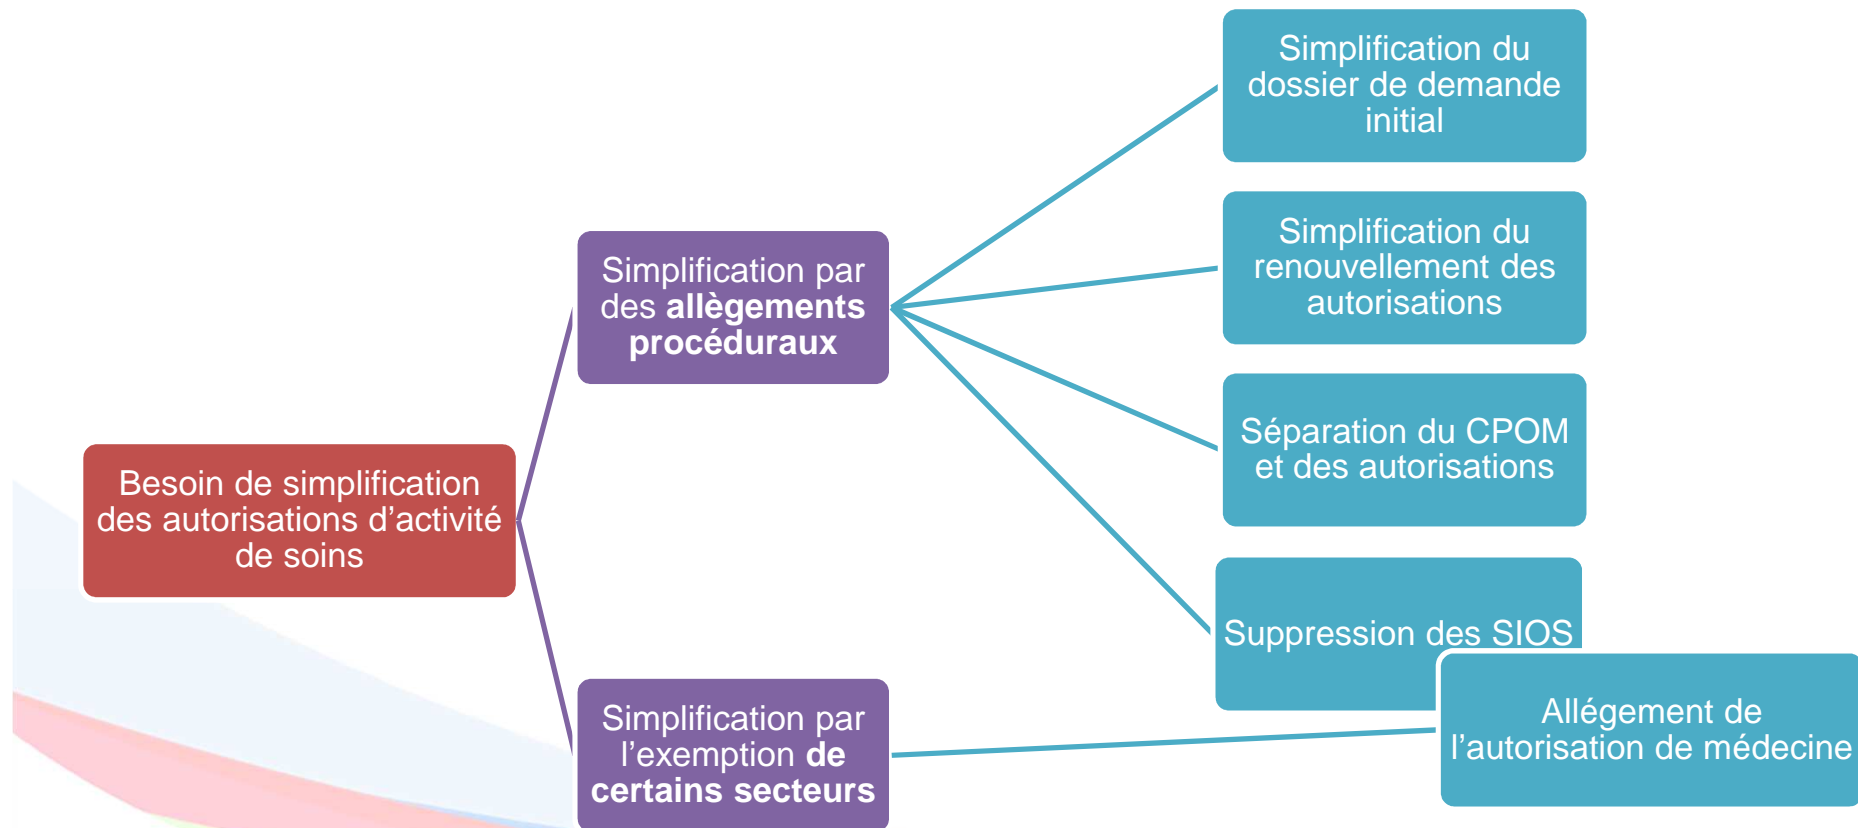 Besoin de simplification
des autorisations d’activité
de soins
Simplification par
des allègements
procéduraux
Simplification du
dossier de demande
initial
Simplification du
renouvellement des
autorisations
Séparation du CPOM
et des autorisations
Suppression des SIOS
Simplification par
l’exemption de
certains secteurs
Allégement de
l’autorisation de médecine